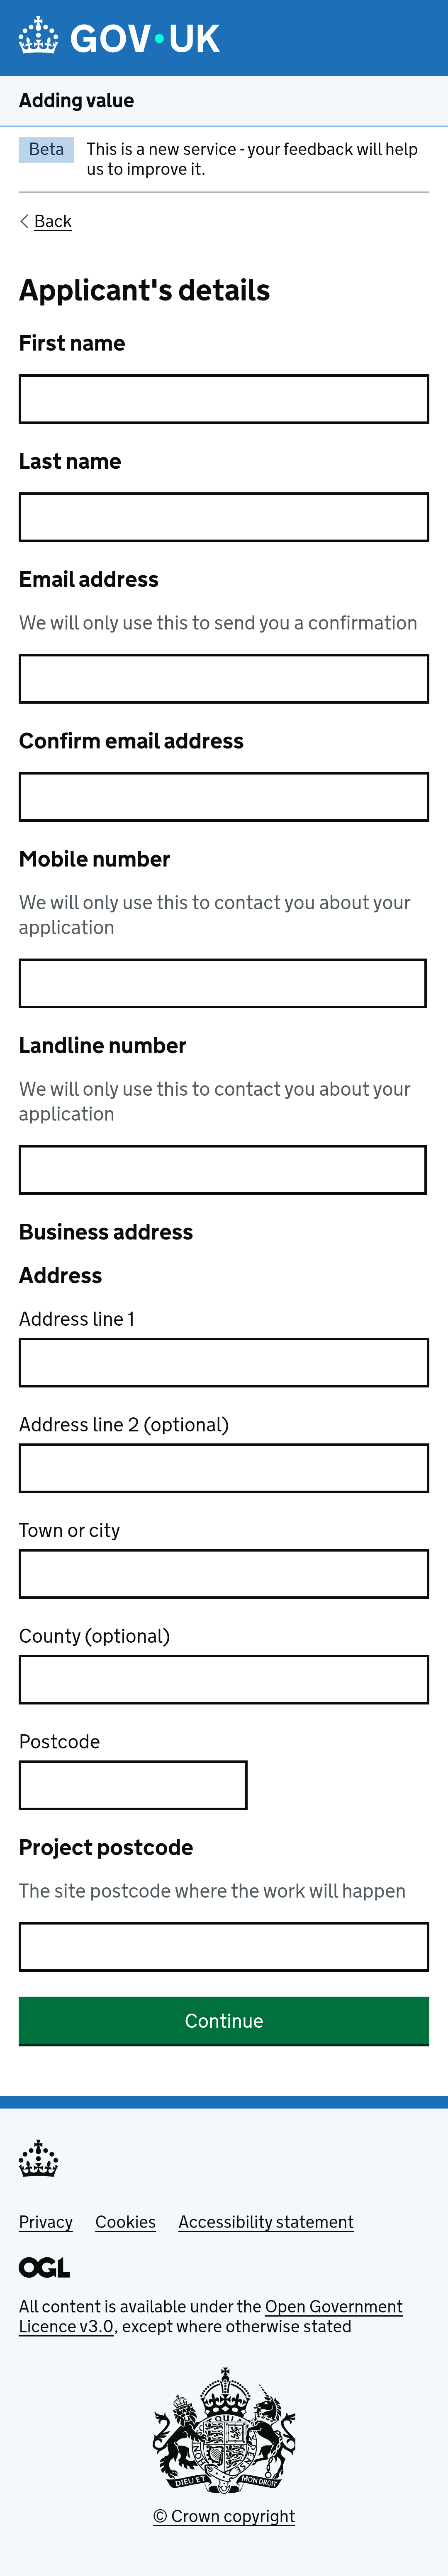 GOV·UK
Adding value
Beta
This is a new service - your feedback will help
us to improve it.
Back
Applicant's details
First name
Last name
Email address
We will only use this to send you a confirmation
Confirm email address
Mobile number
We will only use this to contact you about your
application
Landline number
We will only use this to contact you about your
application
Business address
Address
Address line 1
Address line 2 (optional)
Town or city
County (optional)
Postcode
Project postcode
The site postcode where the work will happen
Continue
Privacy Cookies Accessibility statement
OGL
All content is available under the Open Government
Licence v3.0, except where otherwise stated
DIEU ET MON DROIT
© Crown copyright